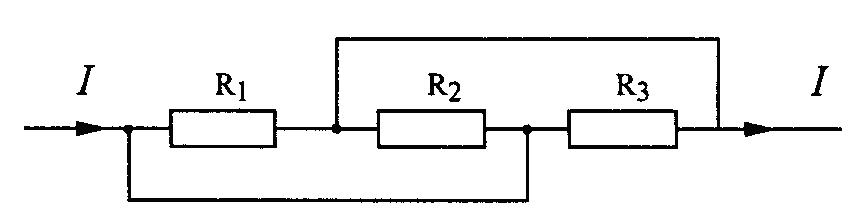 I R₁ R₂ R₃ I